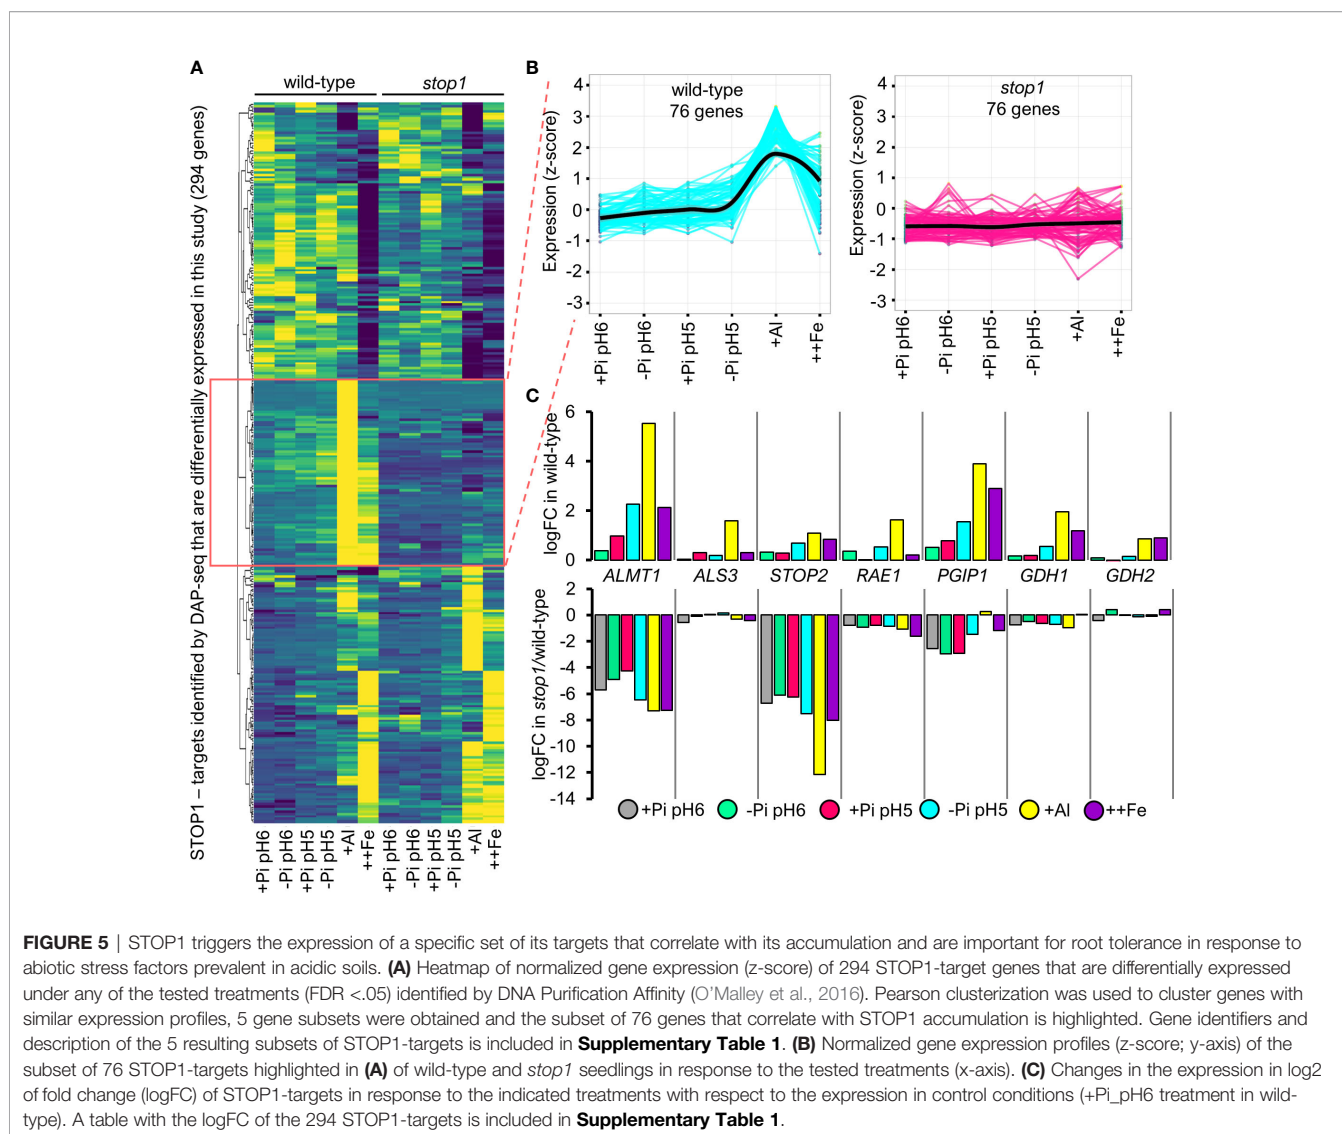 A
wild-type
stop1
STOP1 – targets identified by DAP-seq that are differentially expressed in this study (294 genes)
+Pi pH6
-Pi pH6
+Pi pH5
-Pi pH5
+Al
++Fe
+Pi pH6
-Pi pH6
+Pi pH5
-Pi pH5
+Al
++Fe
B
wild-type
76 genes
Expression (z-score)
4
3
2
1
0
-1
-2
-3
+Pi pH6
-Pi pH6
+Pi pH5
-Pi pH5
+Al
++Fe
stop1
76 genes
Expression (z-score)
4
3
2
1
0
-1
-2
-3
+Pi pH6
-Pi pH6
+Pi pH5
-Pi pH5
+Al
++Fe
C
logFC in wild-type
6
4
2
0
ALMT1 ALS3 STOP2 RAE1 PGIP1 GDH1 GDH2
logFC in stop1/wild-type
2
0
-2
-4
-6
-8
-10
-12
-14
+Pi pH6 -Pi pH6 +Pi pH5 -Pi pH5 +Al ++Fe
FIGURE 5 | STOP1 triggers the expression of a specific set of its targets that correlate with its accumulation and are important for root tolerance in response to
abiotic stress factors prevalent in acidic soils. (A) Heatmap of normalized gene expression (z-score) of 294 STOP1-target genes that are differentially expressed
under any of the tested treatments (FDR <.05) identified by DNA Purification Affinity (O'Malley et al., 2016). Pearson clusterization was used to cluster genes with
similar expression profiles, 5 gene subsets were obtained and the subset of 76 genes that correlate with STOP1 accumulation is highlighted. Gene identifiers and
description of the 5 resulting subsets of STOP1-targets is included in Supplementary Table 1. (B) Normalized gene expression profiles (z-score; y-axis) of the
subset of 76 STOP1-targets highlighted in (A) of wild-type and stop1 seedlings in response to the tested treatments (x-axis). (C) Changes in the expression in log2
of fold change (logFC) of STOP1-targets in response to the indicated treatments with respect to the expression in control conditions (+Pi_pH6 treatment in wild-
type). A table with the logFC of the 294 STOP1-targets is included in Supplementary Table 1.